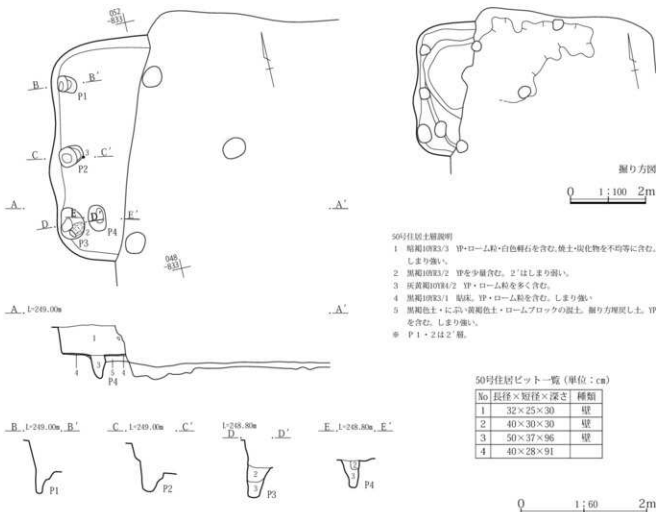 052
-833
B B'
P1
C 3 C'
P2
A A'
D E D' E'
2 P4
P3
048
-833
掘り方図
0 1:100 2m
A L=249.00m A'
1
4 3 5 4
P4
B L=249.00m B' C L=249.00m C' D L=248.80m D' E L=248.80m E'
P1 P2 2 3 P3 2 3 P4
50号住居土層説明
1 暗褐10YR3/3 YP・ローム粒・白色軽石を含む。焼土・炭化物を不均等に含む。
しまり強い。
2 黒褐10YR3/2 YPを少量含む。2'はしまり弱い。
3 灰黄褐10YR4/2 YP・ローム粒を多く含む。
4 黒褐10YR3/1 貼床。YP・ローム粒を含む。しまり強い
5 黒褐色土・にぶい黄褐色土・ロームブロックの混土。掘り方埋戻し土。YP
を含む。しまり強い。
※ P1・2は2'層。
50号住居ピット一覧（単位：cm）
No 長径×短径×深さ 種類
1 32×25×30 壁
2 40×30×30 壁
3 50×37×96 壁
4 40×28×91
0 1:60 2m